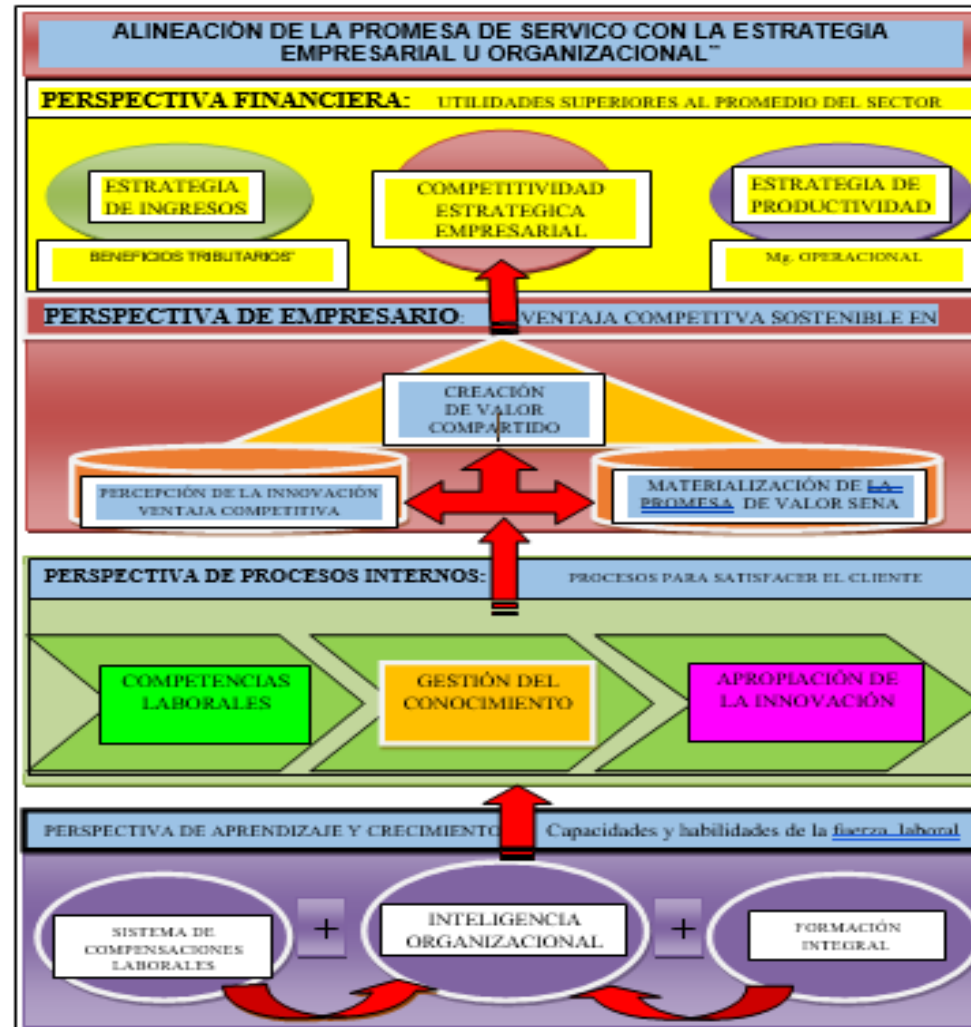 ALINEACIÓN DE LA PROMESA DE SERVICO CON LA ESTRATEGIA
EMPRESARIAL U ORGANIZACIONAL¨
PERSPECTIVA FINANCIERA: UTILIDADES SUPERIORES AL PROMEDIO DEL SECTOR
ESTRATEGIA
DE INGRESOS
BENEFICIOS TRIBUTARIOS¨
COMPETITIVIDAD
ESTRATEGICA
EMPRESARIAL
ESTRATEGIA DE
PRODUCTIVIDAD
Mg. OPERACIONAL
PERSPECTIVA DE EMPRESARIO: VENTAJA COMPETITVA SOSTENIBLE EN
CREACIÓN
DE VALOR
COMPARTIDO
PERCEPCIÓN DE LA INNOVACIÓN
VENTAJA COMPETITIVA
MATERIALIZACIÓN DE LA
PROMESA DE VALOR SENA
PERSPECTIVA DE PROCESOS INTERNOS: PROCESOS PARA SATISFACER EL CLIENTE
COMPETENCIAS
LABORALES
GESTIÓN DEL
CONOCIMIENTO
APROPIACIÓN DE
LA INNOVACIÓN
PERSPECTIVA DE APRENDIZAJE Y CRECIMIENTO Capacidades y habilidades de la fuerza laboral
SISTEMA DE
COMPENSACIONES
LABORALES
+
INTELIGENCIA
ORGANIZACIONAL
+
FORMACIÓN
INTEGRAL